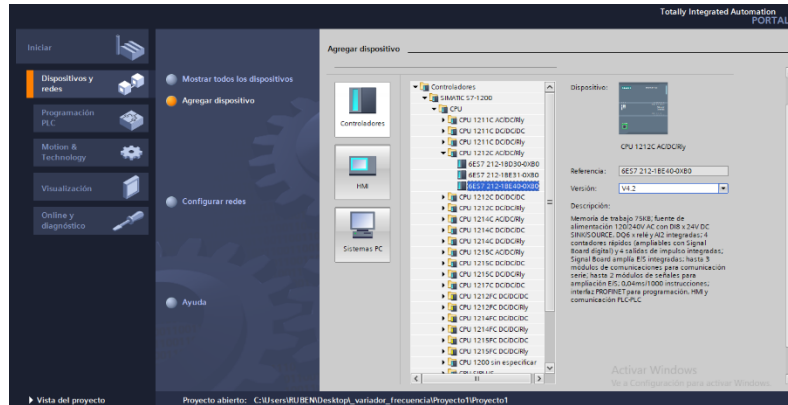 Totally Integrated Automation
PORTAL
Iniciar
Dispositivos y
redes
Programación
PLC
Motion &
Technology
Visualización
Online y
diagnóstico
Mostrar todos los dispositivos
Agregar dispositivo
Configurar redes
Ayuda
Agregar dispositivo
Controladores
HMI
Sistemas PC
Controladores
SIMATIC S7-1200
CPU
CPU 1211C AC/DC/Rly
CPU 1211C DC/DC/DC
CPU 1211C DC/DC/Rly
CPU 1212C AC/DC/Rly
6ES7 212-1BD30-0XB0
6ES7 212-1BE31-0XB0
6ES7 212-1BE40-0XB0
CPU 1212C DC/DC/DC
CPU 1212C DC/DC/Rly
CPU 1214C AC/DC/Rly
CPU 1214C DC/DC/DC
CPU 1214C DC/DC/Rly
CPU 1215C AC/DC/Rly
CPU 1215C DC/DC/DC
CPU 1215C DC/DC/Rly
CPU 1217C DC/DC/DC
CPU 1212FC DC/DC/DC
CPU 1212FC DC/DC/Rly
CPU 1214FC DC/DC/DC
CPU 1214FC DC/DC/Rly
CPU 1215FC DC/DC/DC
CPU 1215FC DC/DC/Rly
CPU 1200 sin especificar
CPU SIPLUS
Dispositivo:
CPU 1212C AC/DC/Rly
Referencia: 6ES7 212-1BE40-0XB0
Versión: V4.2
Descripción:
Memoria de trabajo 75KB; fuente de
alimentación 120/240V AC con DI8 x 24V DC
SINK/SOURCE, DQ6 x relé y AI2 integradas; 4
contadores rápidos (ampliables con Signal
Board digital) y 4 salidas de impulso integradas;
Signal Board amplía E/S integradas; hasta 3
módulos de comunicaciones para comunicación
serie; hasta 2 módulos de señales para
ampliación E/S; 0,04ms/1000 instrucciones;
interfaz PROFINET para programación, HMI y
comunicación PLC-PLC
Activar Windows
Ve a Configuración para activar Windows.
Vista del proyecto
Proyecto abierto: C:\Users\RUBEN\Desktop\_variador_frecuencia\Proyecto1\Proyecto1